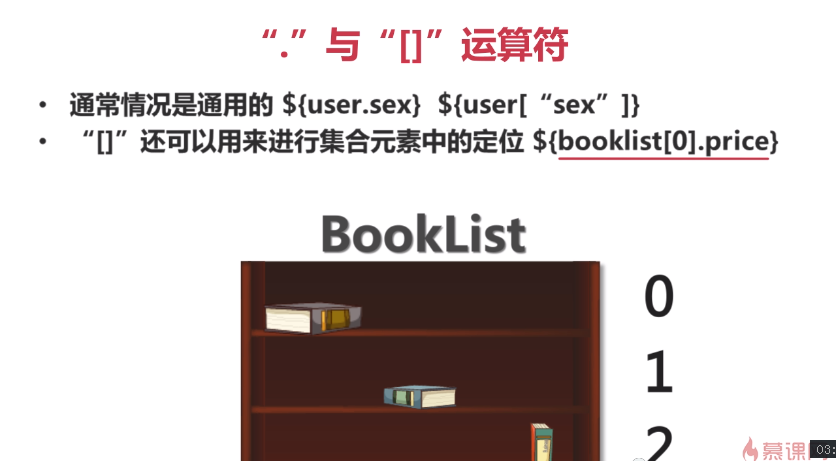 “.”与“[]”运算符
• 通常情况是通用的 ${user.sex} ${user[“sex”]}
• “[]”还可以用来进行集合元素中的定位 ${booklist[0].price}
BookList
0
1
2
慕课
03: